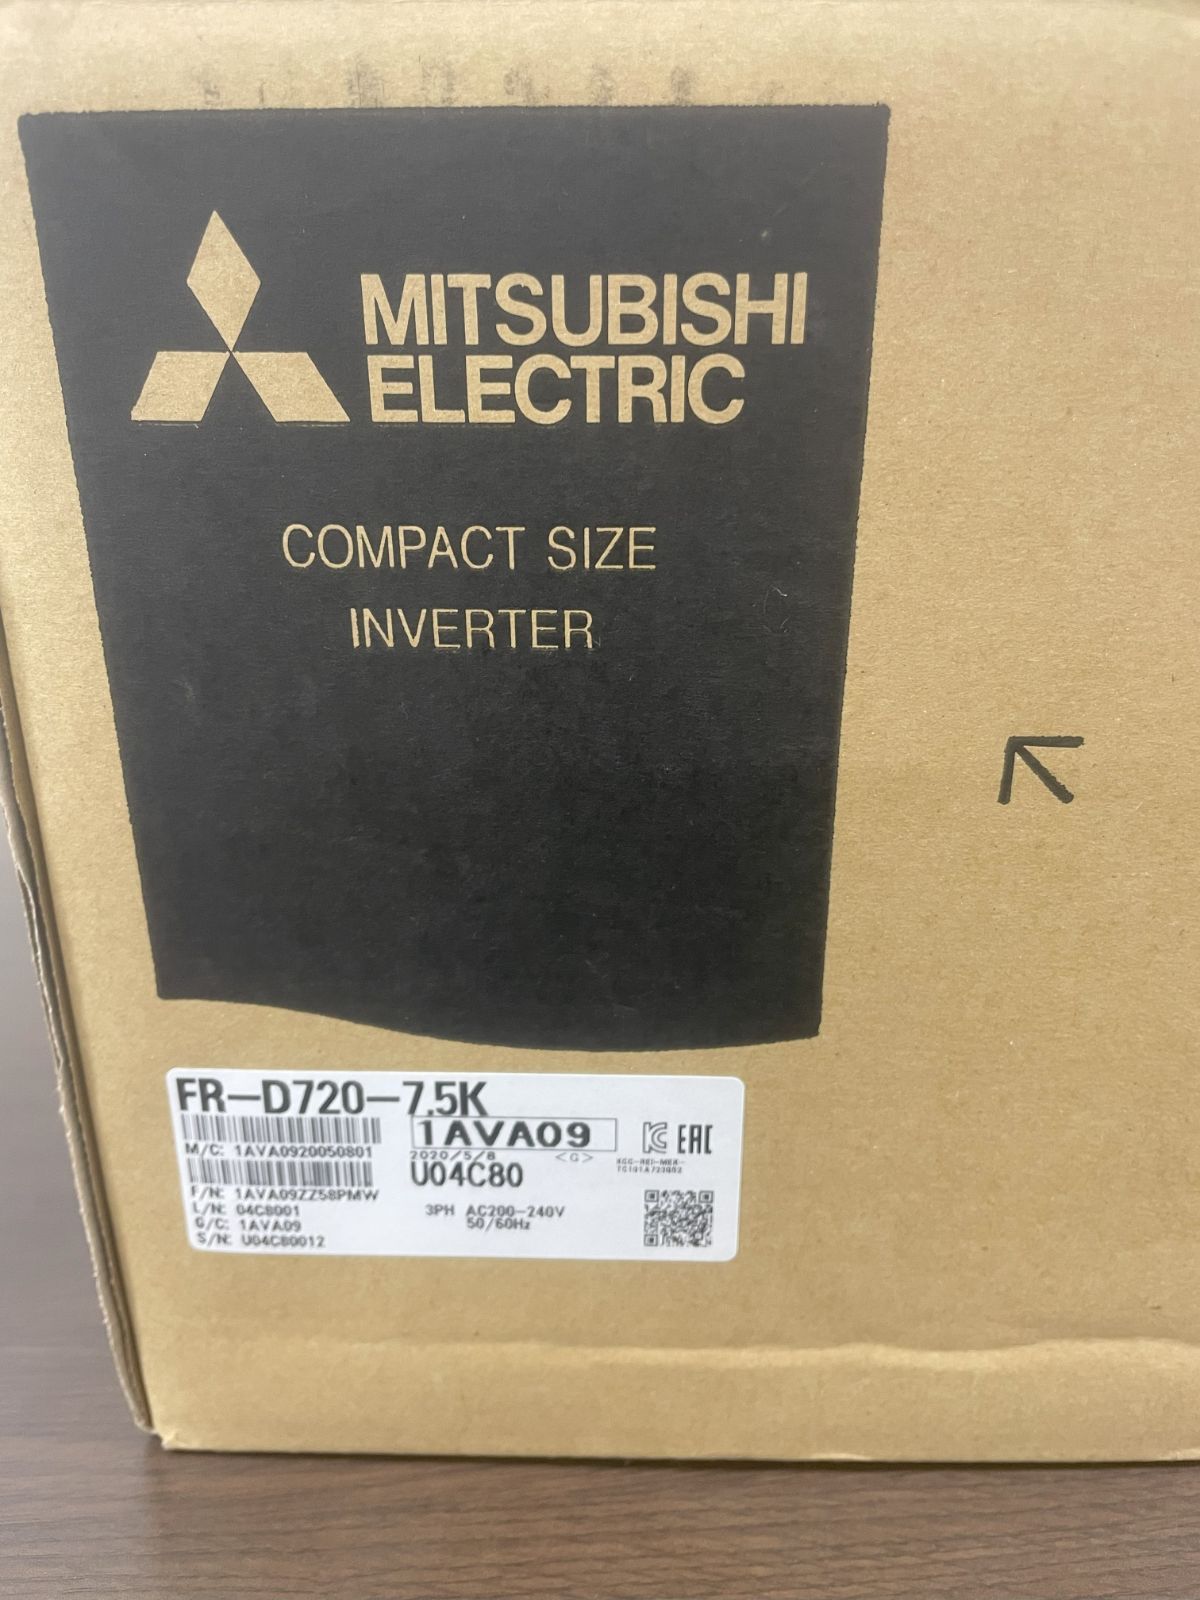 MITSUBISHI
ELECTRIC
COMPACT SIZE
INVERTER
FR-D720-7.5K
1AVA09
M/C: 1AVA0920050801
2020/5/8 <G>
U04C80
F/N: 1AVA09ZZ58PMW
L/N: 04C8001
G/C: 1AVA09
S/N: U04C80012
3PH AC200-240V
50/60Hz
EAC